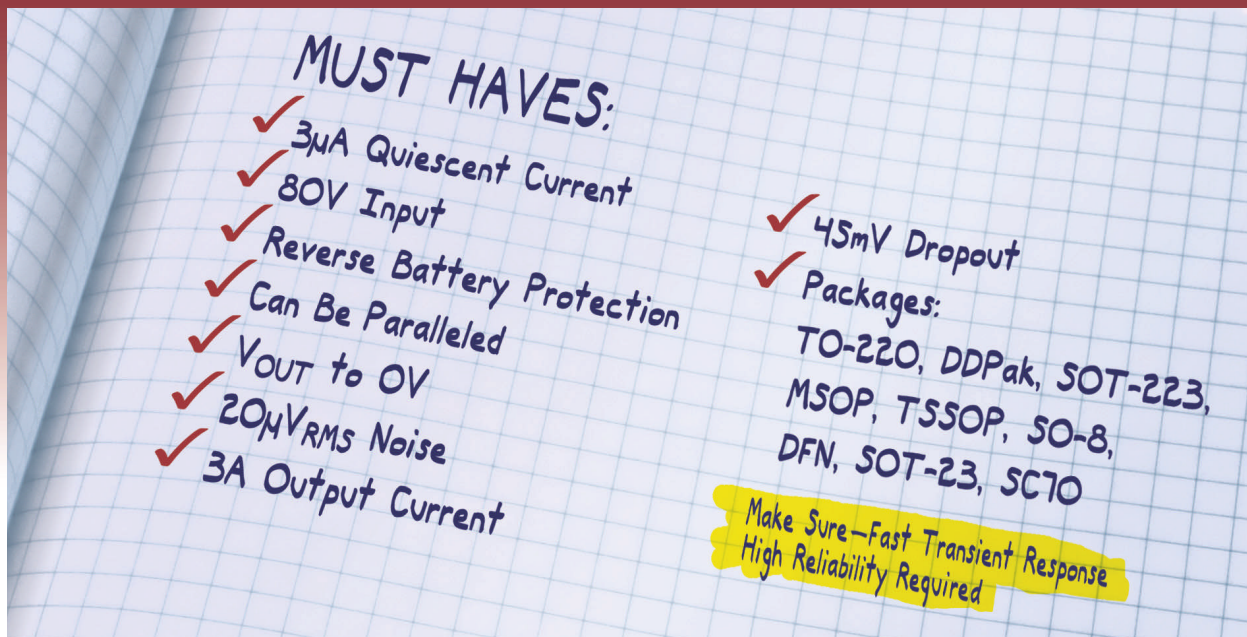 MUST HAVES:
3µA Quiescent Current
80V Input
Reverse Battery Protection
Can Be Paralleled
VOUT to 0V
20µVRMS Noise
3A Output Current
45mV Dropout
Packages:
TO-220, DDPak, SOT-223,
MSOP, TSSOP, SO-8,
DFN, SOT-23, SC70
Make Sure—Fast Transient Response
High Reliability Required